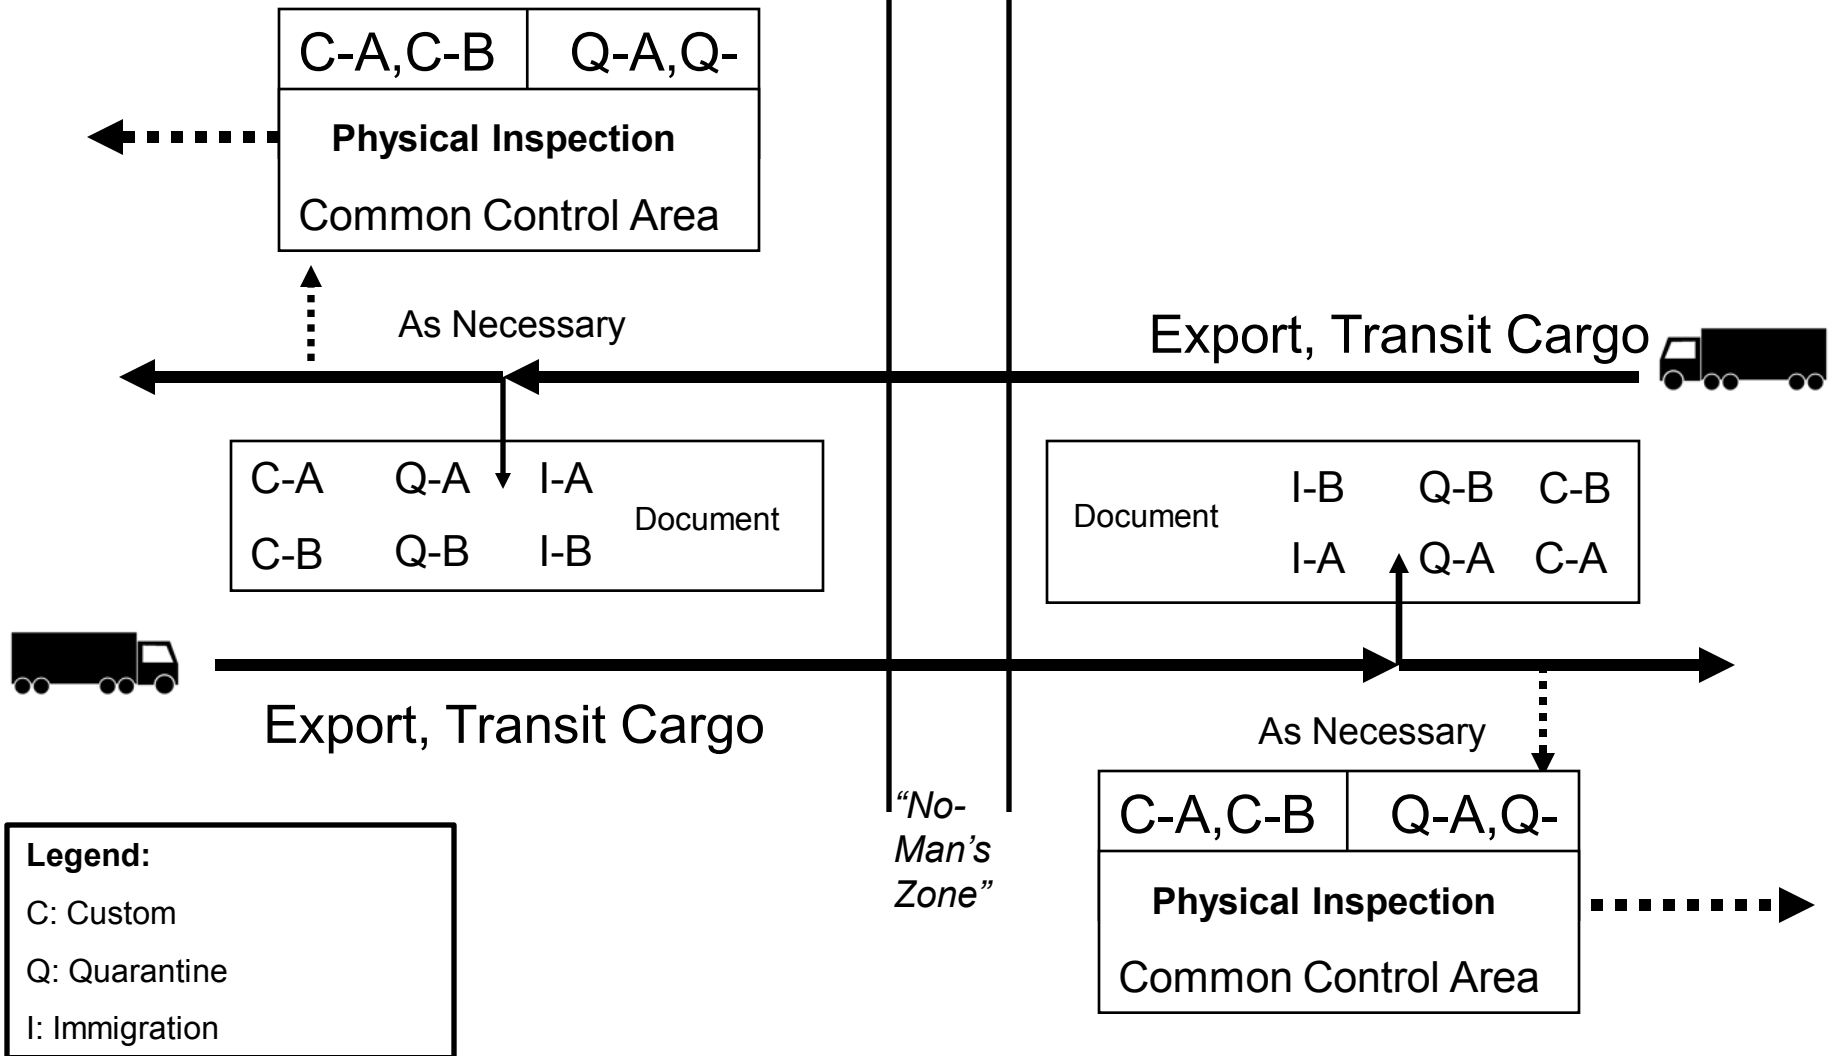 C-A,C-B
Q-A,Q-
Physical Inspection
Common Control Area
As Necessary
Export, Transit Cargo
C-A Q-A I-A
Document
C-B Q-B I-B
I-B Q-B C-B
Document
I-A Q-A C-A
Export, Transit Cargo
As Necessary
“No-
Man’s
Zone”
C-A,C-B
Q-A,Q-
Physical Inspection
Common Control Area
Legend:
C: Custom
Q: Quarantine
I: Immigration